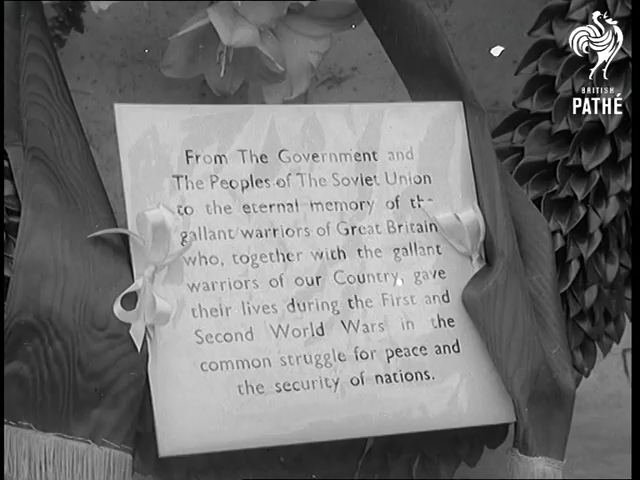 BRITISH
PATHÉ
From The Government and
The Peoples of The Soviet Union
to the eternal memory of the
gallant warriors of Great Britain
who, together with the gallant
warriors of our Country, gave
their lives during the First and
Second World Wars in the
common struggle for peace and
the security of nations.